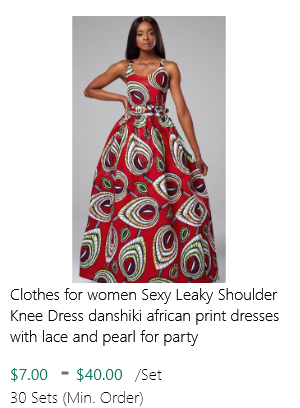 Clothes for women Sexy Leaky Shoulder
Knee Dress danshiki african print dresses
with lace and pearl for party
$7.00 - $40.00 /Set
30 Sets (Min. Order)